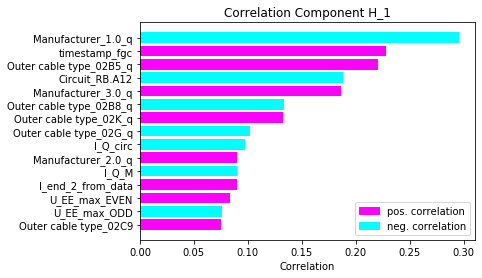 Correlation Component H_1
Manufacturer_1.0_q
timestamp_fgc
Outer cable type_02B5_q
Circuit_RB.A12
Manufacturer_3.0_q
Outer cable type_02B8_q
Outer cable type_02K_q
Outer cable type_02G_q
I_Q_circ
Manufacturer_2.0_q
I_Q_M
I_end_2_from_data
U_EE_max_EVEN
U_EE_max_ODD
Outer cable type_02C9
pos. correlation
neg. correlation
0.00 0.05 0.10 0.15 0.20 0.25 0.30
Correlation